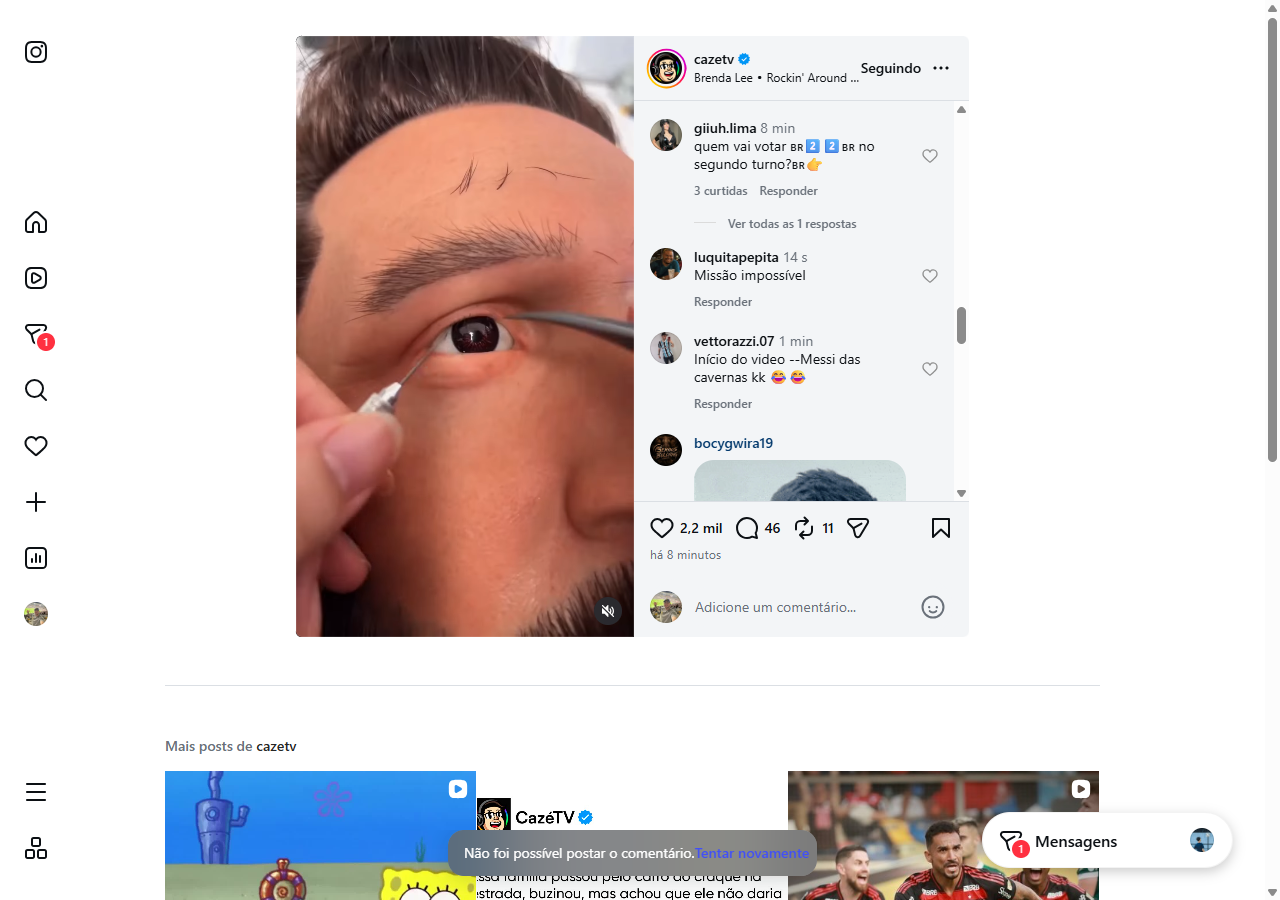 cazetv
Brenda Lee • Rockin' Around ...
Seguindo
giiuh.lima 8 min
quem vai votar BR 2️⃣ 2️⃣ BR no
segundo turno?BR👉
3 curtidas Responder
Ver todas as 1 respostas
luquitapepita 14 s
Missão impossível
Responder
vettorazzi.07 1 min
Início do video --Messi das
cavernas kk 😂 😂
Responder
bocygwira19
2,2 mil 46 11
há 8 minutos
Adicione um comentário...
1
Mais posts de cazetv
CazéTV
Não foi possível postar o comentário.Tentar novamente
essa família passou pelo carro do craque na
estrada, buzinou, mas achou que ele não daria
1
Mensagens